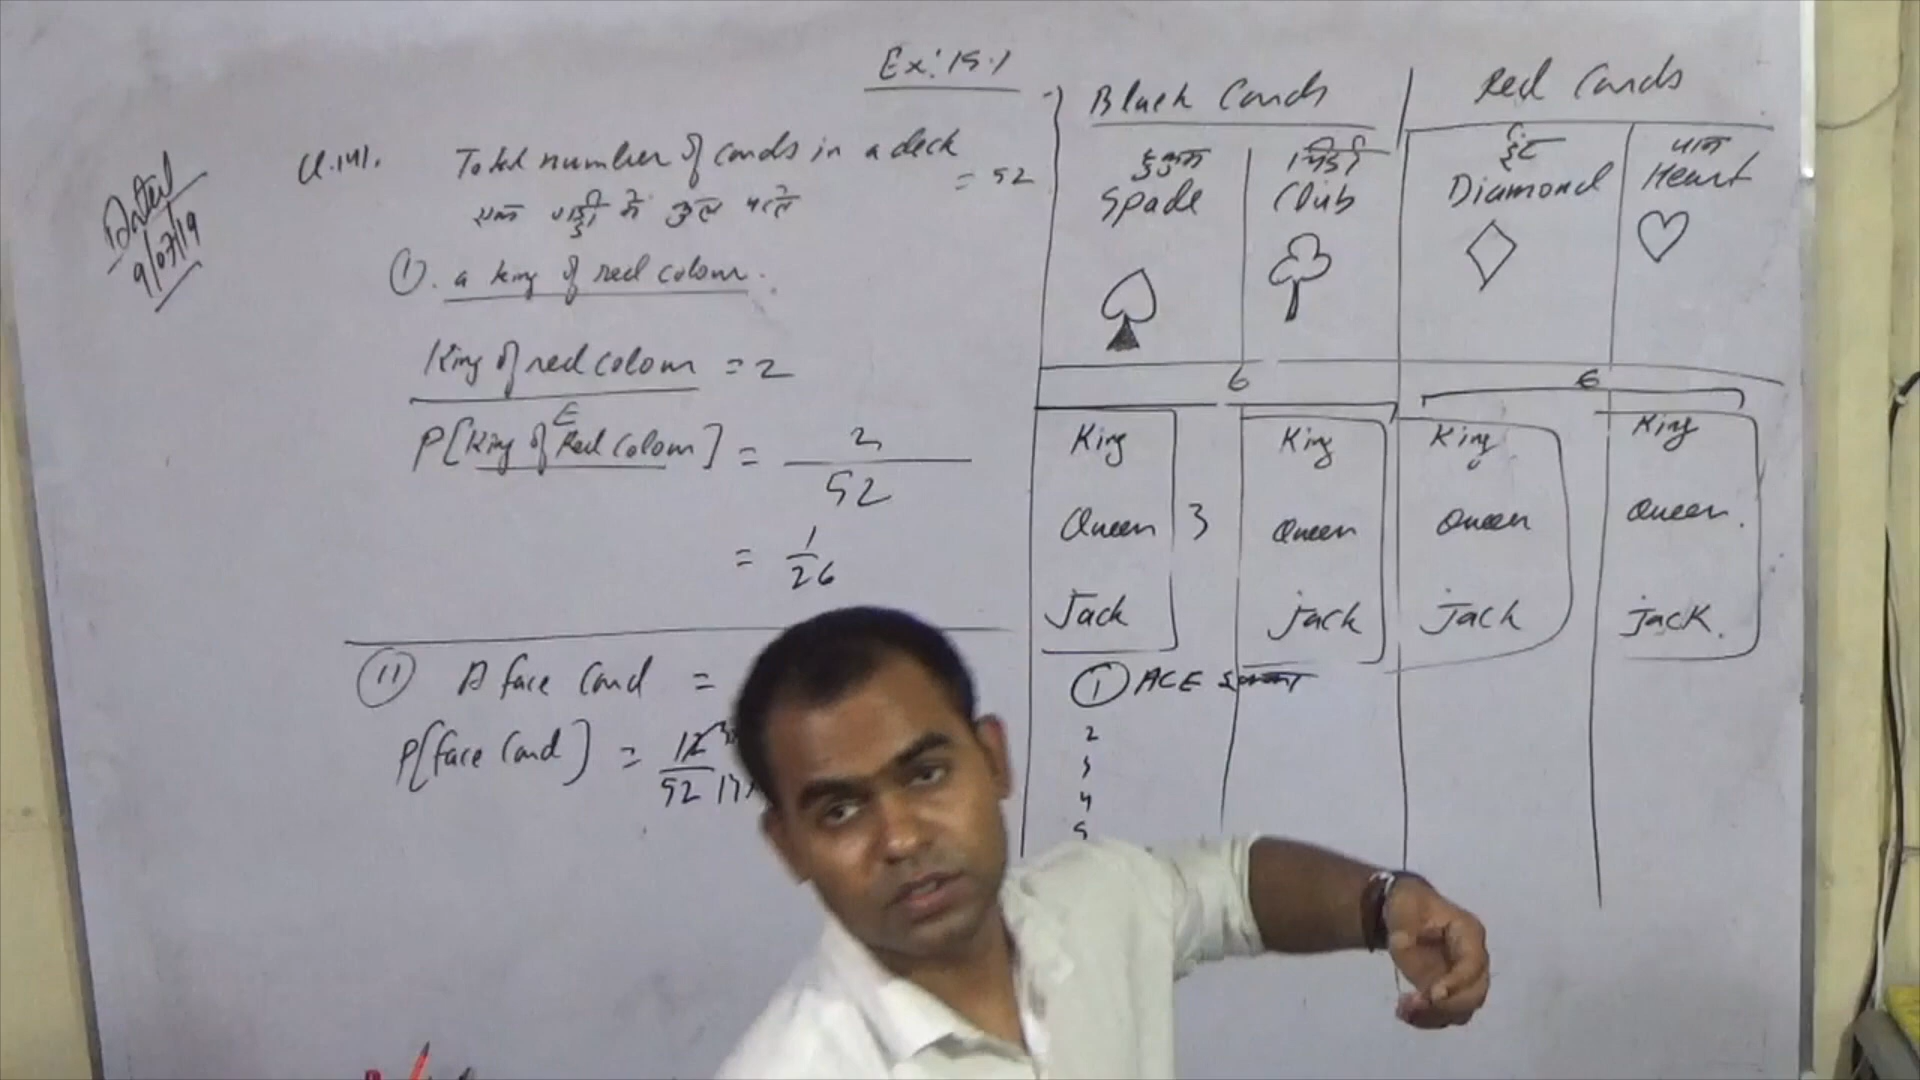 Ex: 15.1
Dated
9/07/19
Q.14).
Total number of cards in a deck
= 52
में कुल पत्ते
(i). a king of red colour.
King of red colour = 2
E
P[King of Red Colour] = 2/52
= 1/26
(ii) A face Card =
P[face Card] = 12/52
Black Cards
Red Cards
हुकुम
चिड़ी
ईंट
पान
Spade
Club
Diamond
Heart
6
6
King
King
King
King
Queen
3
Queen
Queen
Queen.
Jack
Jack
Jack
Jack.
(1) ACE
2
3
4
5